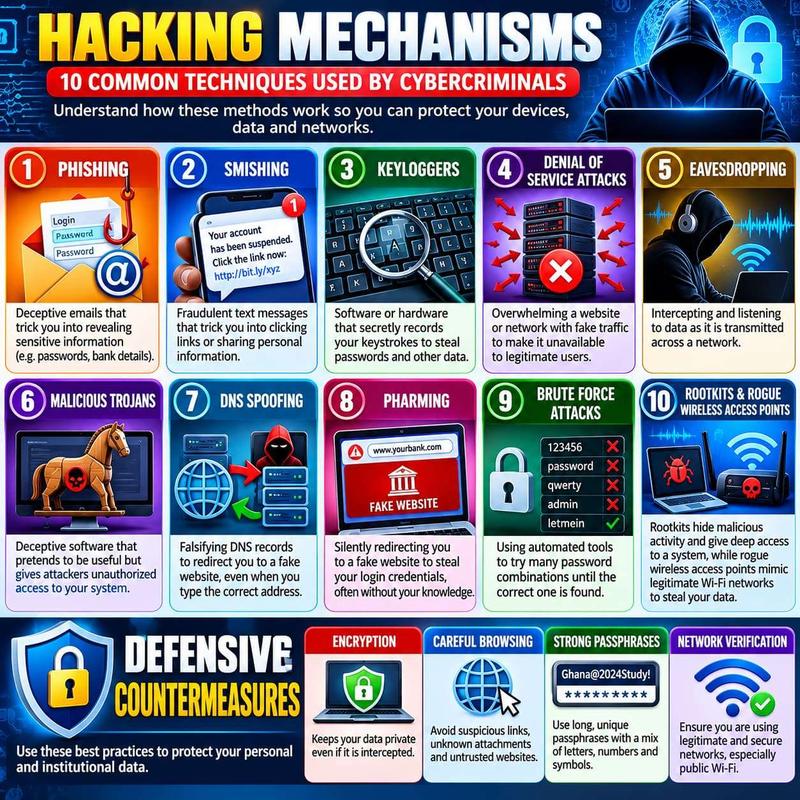 HACKING MECHANISMS
10 COMMON TECHNIQUES USED BY CYBERCRIMINALS
Understand how these methods work so you can protect your devices,
data and networks.
1 PHISHING
Login
Password
Password
@
Deceptive emails that
trick you into revealing
sensitive information
(e.g. passwords, bank details).
2 SMISHING
1
Your account
has been suspended.
Click the link now:
http://bit.ly/xyz
Fraudulent text messages
that trick you into clicking
links or sharing personal
information.
3 KEYLOGGERS
A
Software or hardware
that secretly records
your keystrokes to steal
passwords and other data.
4 DENIAL OF
SERVICE ATTACKS
Overwhelming a website
or network with fake traffic
to make it unavailable
to legitimate users.
5 EAVESDROPPING
Intercepting and listening
to data as it is transmitted
across a network.
6 MALICIOUS TROJANS
Deceptive software that
pretends to be useful but
gives attackers unauthorized
access to your system.
7 DNS SPOOFING
Falsifying DNS records
to redirect you to a fake
website, even when you
type the correct address.
8 PHARMING
www.yourbank.com
FAKE WEBSITE
Silently redirecting you
to a fake website to steal
your login credentials,
often without your knowledge.
9 BRUTE FORCE
ATTACKS
123456
password
qwerty
admin
letmein
Using automated tools
to try many password
combinations until the
correct one is found.
10 ROOTKITS & ROGUE
WIRELESS ACCESS POINTS
Rootkits hide malicious
activity and give deep access
to a system, while rogue
wireless access points mimic
legitimate Wi-Fi networks
to steal your data.
DEFENSIVE
COUNTERMEASURES
Use these best practices to protect your personal
and institutional data.
ENCRYPTION
Keeps your data private
even if it is intercepted.
CAREFUL BROWSING
Avoid suspicious links,
unknown attachments
and untrusted websites.
STRONG PASSPHRASES
Ghana@2024Study!
*********
Use long, unique
passphrases with a mix
of letters, numbers and
symbols.
NETWORK VERIFICATION
Ensure you are using
legitimate and secure
networks, especially
public Wi-Fi.